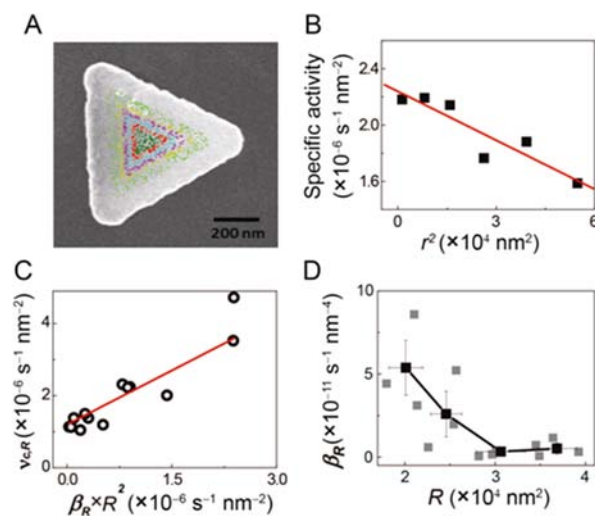 A
200 nm
B
Specific activity
(×10⁻⁶ s⁻¹ nm⁻²)
2.4
2.0
1.6
0
2
4
6
r² (×10⁴ nm²)
C
ν_c,R (×10⁻⁶ s⁻¹ nm⁻²)
4
2
0
0.0
1.5
3.0
β_R×R² (×10⁻⁶ s⁻¹ nm⁻²)
D
β_R (×10⁻¹¹ s⁻¹ nm⁻⁴)
10
5
0
2
3
4
R (×10⁴ nm²)